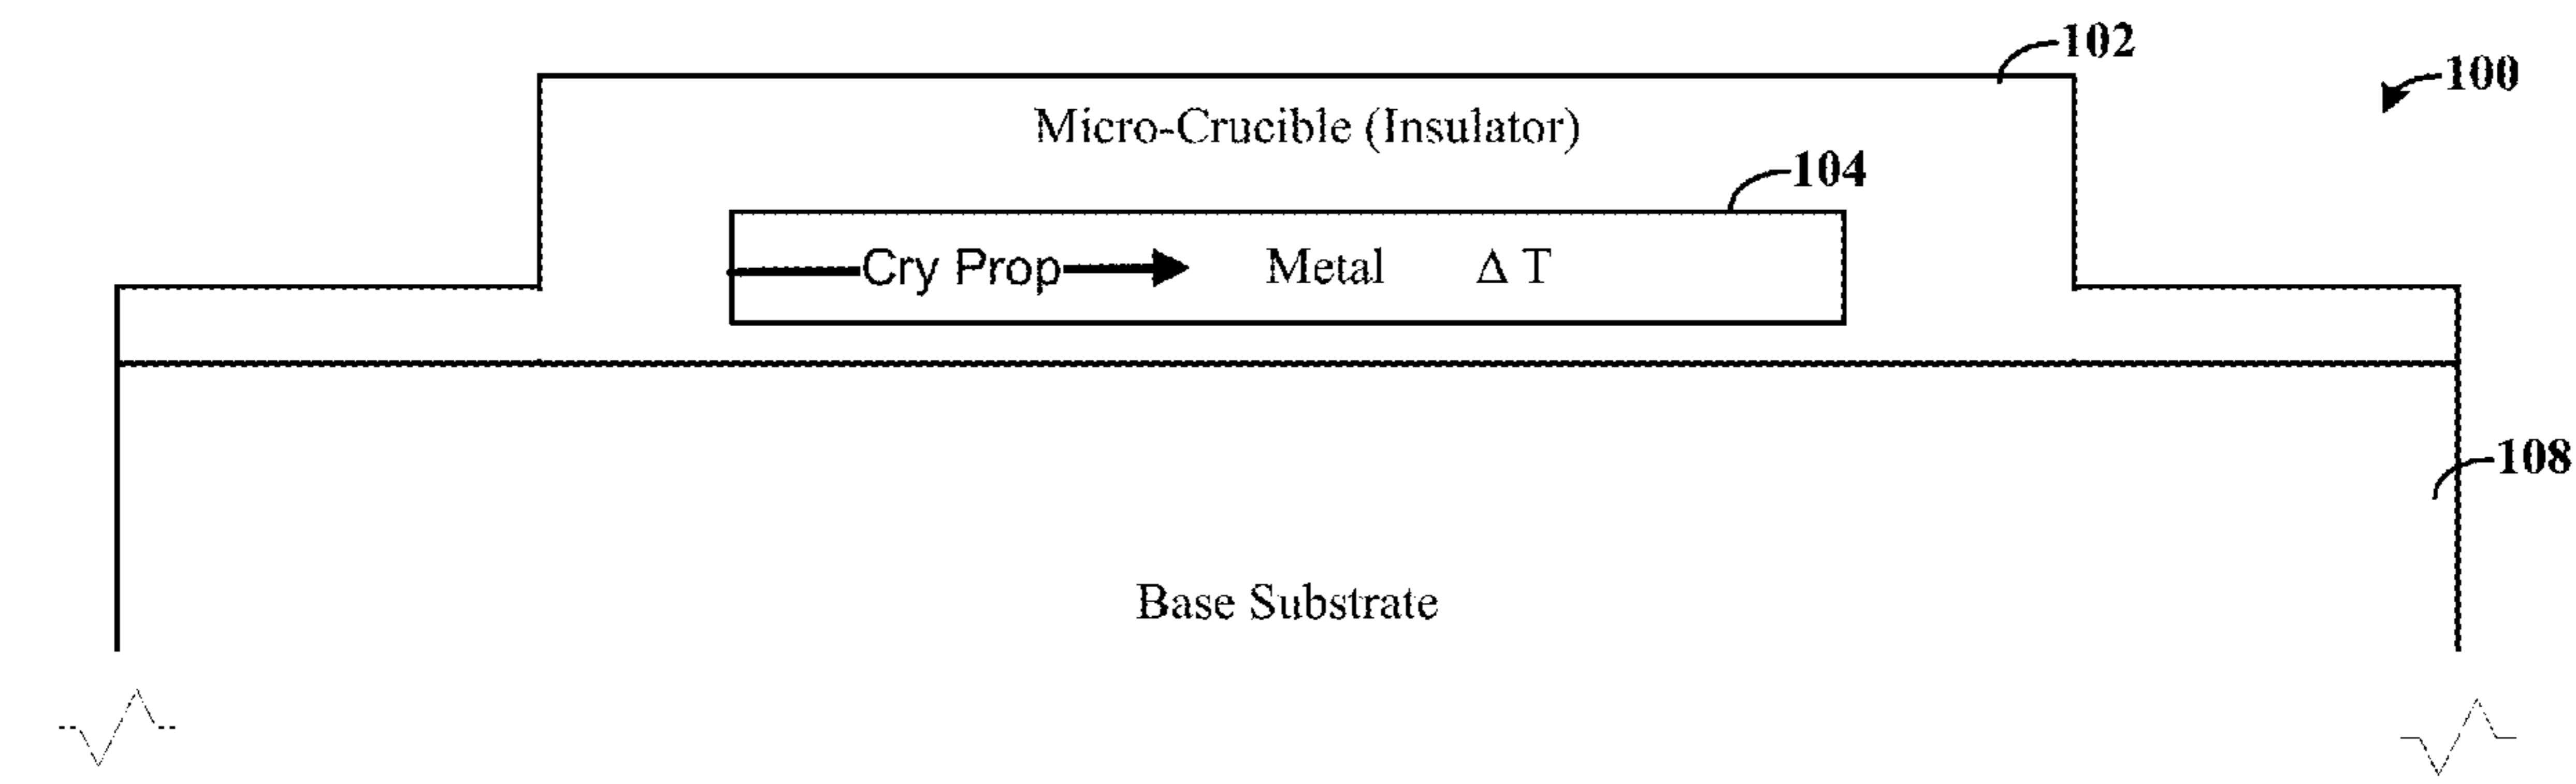 102
100
Micro-Crucible (Insulator)
104
Cry Prop Metal Δ T
108
Base Substrate